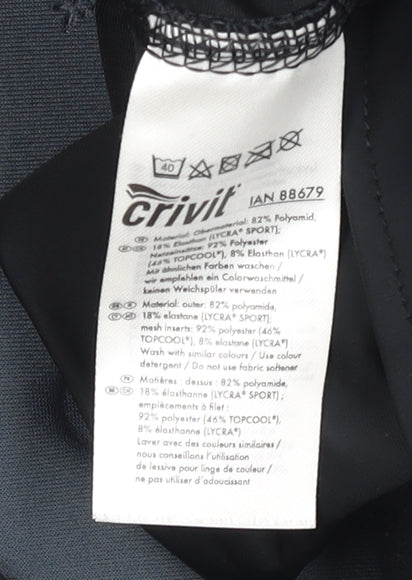 40
crivit IAN 88679
DE Material: Obermaterial: 82% Polyamid,
AT CH 18% Elasthan (LYCRA® SPORT);
Netzeinsätze: 92% Polyester
(46% TOPCOOL®), 8% Elasthan (LYCRA®)
Mit ähnlichen Farben waschen /
wir empfehlen ein Colorwaschmittel /
keinen Weichspüler verwenden
Material: outer: 82% polyamide,
18% elastane (LYCRA® SPORT);
mesh inserts: 92% polyester (46%
TOPCOOL®), 8% elastane (LYCRA®)
Wash with similar colours / Use colour
detergent / Do not use fabric softener
Matières : dessus : 82% polyamide,
18% élasthanne (LYCRA® SPORT) ;
empiècements à filet :
92% polyester (46% TOPCOOL®),
8% élasthanne (LYCRA®)
Laver avec des couleurs similaires /
nous conseillons l'utilisation
de lessive pour linge de couleur /
ne pas utiliser d'adoucissant